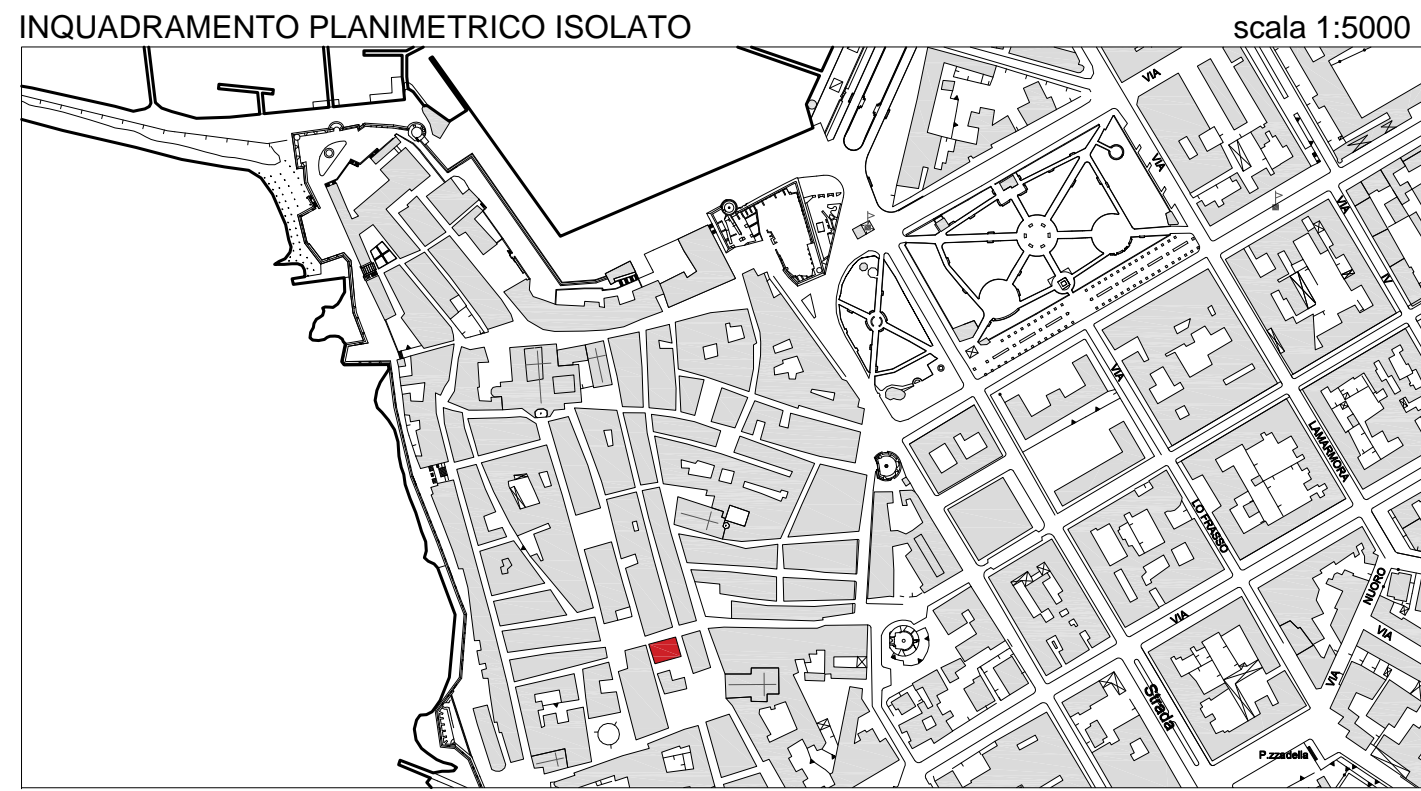 INQUADRAMENTO PLANIMETRICO ISOLATO
scala 1:5000
VIA
VIA
VIA
IV
VIA
LAMARMORA
LO FRASSO
NUORO
VIA
VIA
VIA
Strada
P.zzadella